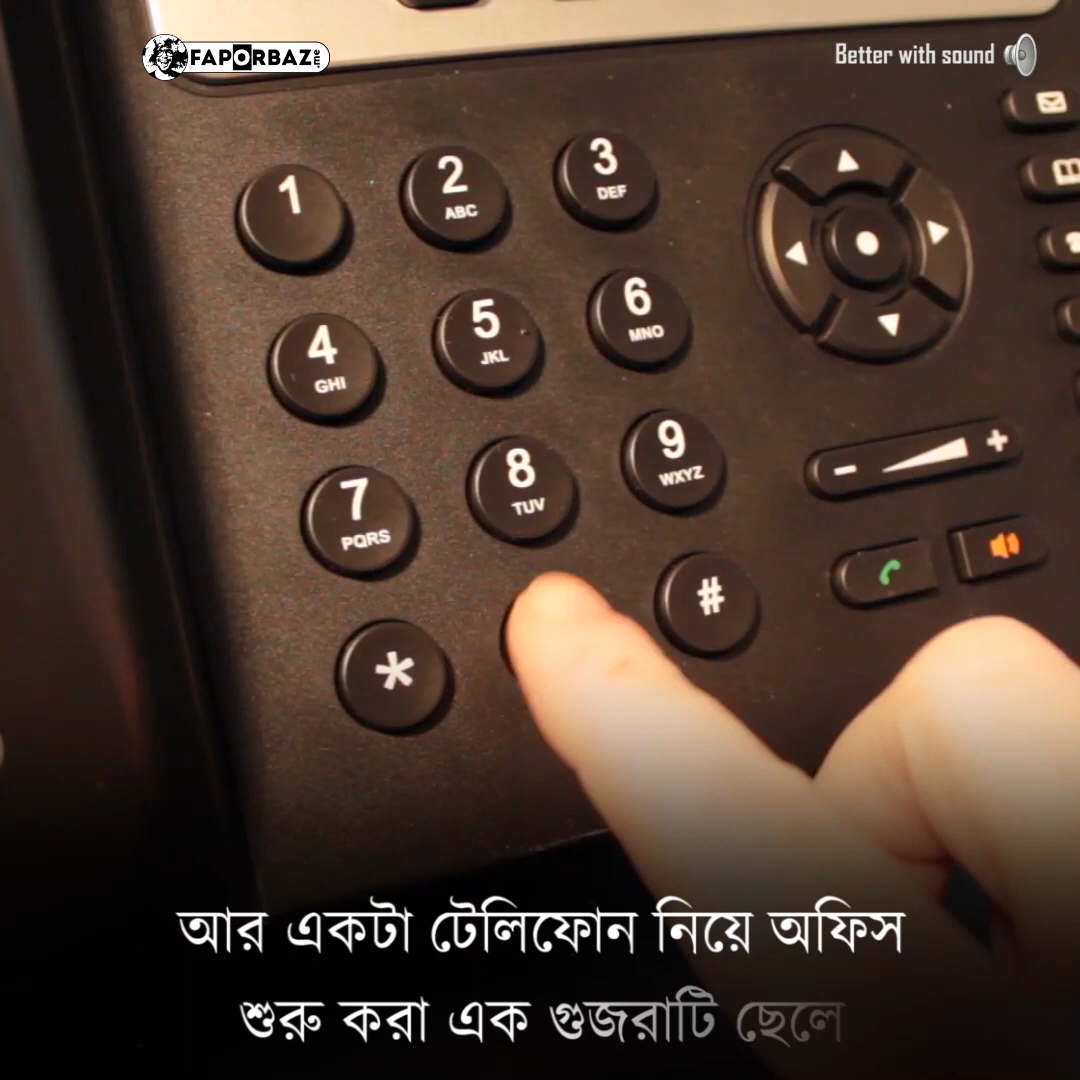 FAPORBAZ.me
Better with sound
1
2 ABC
3 DEF
4 GHI
5 JKL
6 MNO
7 PQRS
8 TUV
9 WXYZ
*
#
- +
আর একটা টেলিফোন নিয়ে অফিস
শুরু করা এক গুজরাটি ছেলে